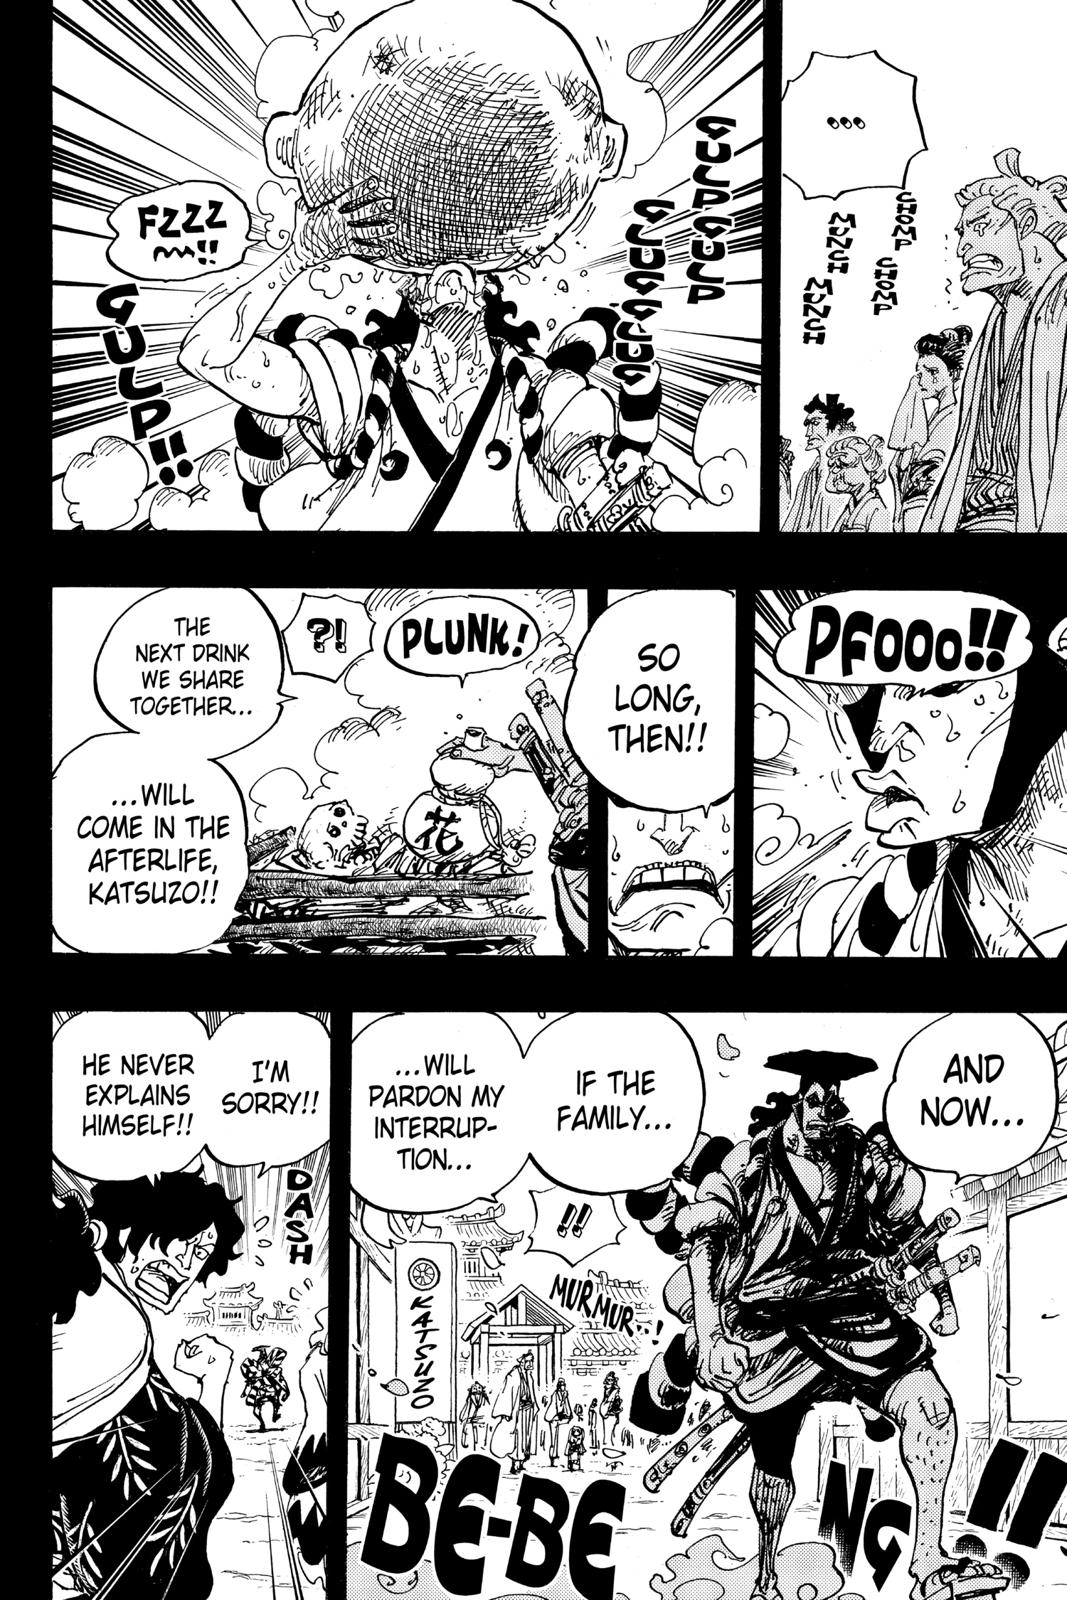 ...
CHOMP CHOMP
MUNCH MUNCH
GULP GULP
GLUG GLUG
FZZZ
!!
GULP!!
PFOOO!!
SO
LONG,
THEN!!
PLUNK!
?!
花
THE
NEXT DRINK
WE SHARE
TOGETHER...
...WILL
COME IN THE
AFTERLIFE,
KATSUZO!!
AND
NOW...
IF THE
FAMILY...
...WILL
PARDON MY
INTERRUP-
TION...
!!
MURMUR...!
KATSUZO
BE-BE
NG!!
I'M
SORRY!!
HE NEVER
EXPLAINS
HIMSELF!!
DASH